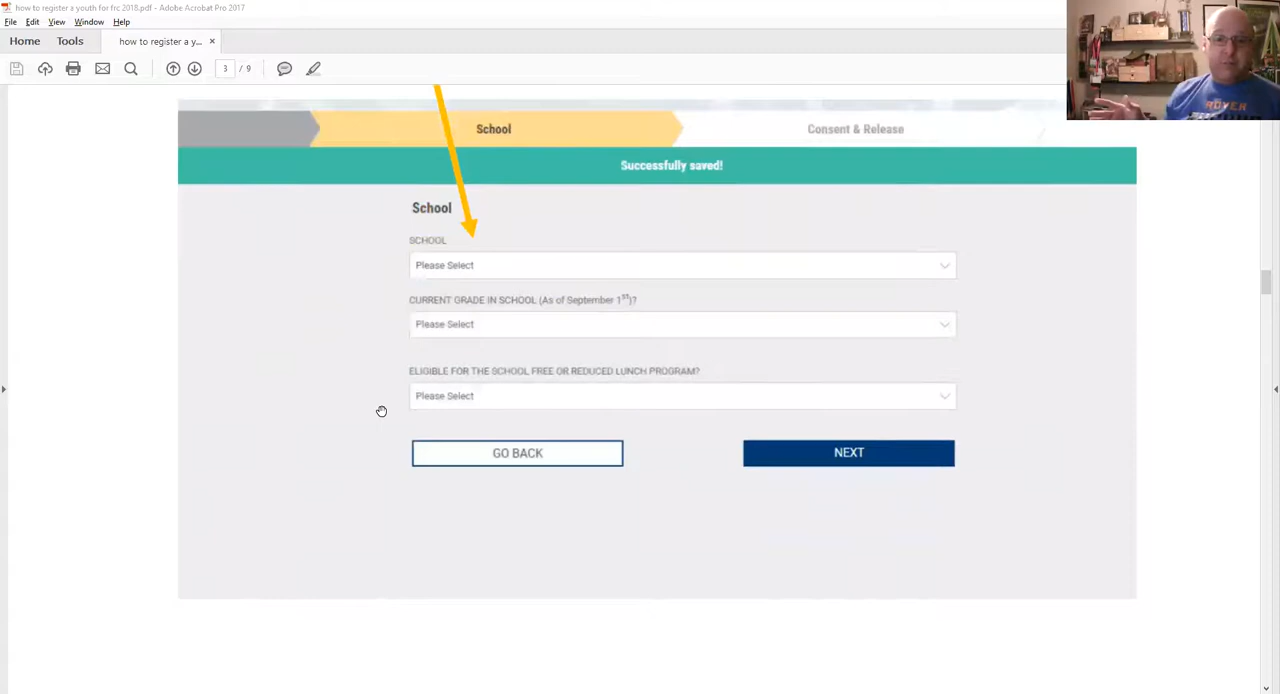 how to register a youth for frc 2018.pdf - Adobe Acrobat Pro 2017
File Edit View Window Help
Home Tools how to register a y... ×
3 / 9
School Consent & Release
Successfully saved!
School
SCHOOL
Please Select
CURRENT GRADE IN SCHOOL (As of September 1st)?
Please Select
ELIGIBLE FOR THE SCHOOL FREE OR REDUCED LUNCH PROGRAM?
Please Select
GO BACK NEXT
ROVER